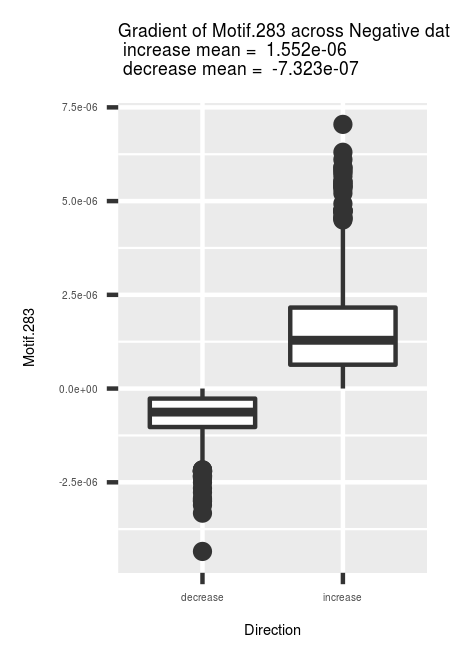 Gradient of Motif.283 across Negative dat
increase mean =  1.552e-06
decrease mean =  -7.323e-07
7.5e-06
5.0e-06
2.5e-06
0.0e+00
-2.5e-06
Motif.283
decrease
increase
Direction